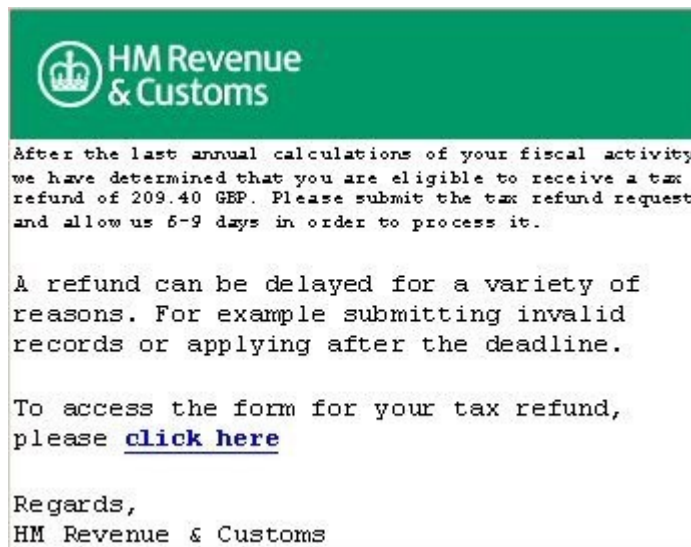 HM Revenue
& Customs
After the last annual calculations of your fiscal activity
we have determined that you are eligible to receive a tax
refund of 209.40 GBP. Please submit the tax refund request
and allow us 6-9 days in order to process it.
A refund can be delayed for a variety of
reasons. For example submitting invalid
records or applying after the deadline.
To access the form for your tax refund,
please click here
Regards,
HM Revenue & Customs